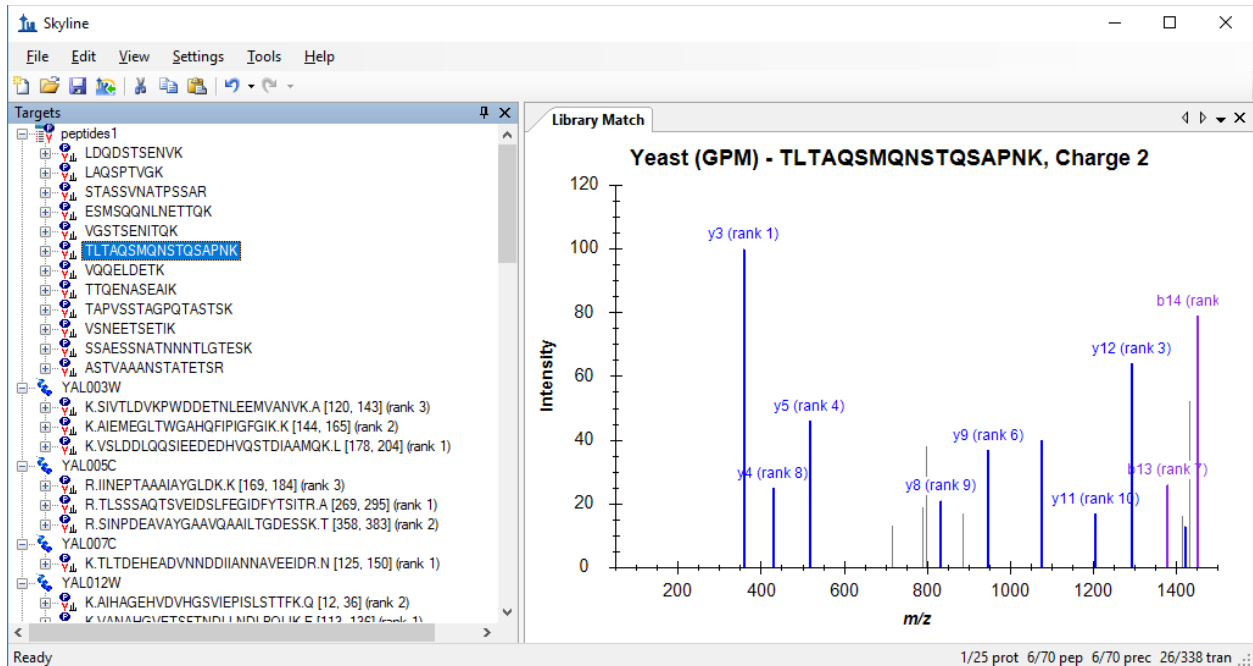 Skyline
File Edit View Settings Tools Help
Targets
peptides1
LDQDSTSENVK
LAQSPTVGK
STASSVNATPSSAR
ESMSQQNLNETTQK
VGSTSENITQK
TLTAQSMQNSTQSAPNK
VQQELDETK
TTQENASEAIK
TAPVSSTAGPQTASTSK
VSNEETSETIK
SSAESSNATNNNTLGTESK
ASTVAAANSTATETSR
YAL003W
K.SIVTLDVKPWDDETNLEEMVANVK.A [120, 143] (rank 3)
K.AIEMEGLTWGAHQFIPIGFGIK.K [144, 165] (rank 2)
K.VSLDDLQQSIEEDEDHVQSTDIAAMQK.L [178, 204] (rank 1)
YAL005C
R.IINEPTAAAIAYGLDK.K [169, 184] (rank 3)
R.TLSSSAQTSVEIDSLFEGIDFYTSITR.A [269, 295] (rank 1)
R.SINPDEAVAYGAAVQAAILTGDESSK.T [358, 383] (rank 2)
YAL007C
K.TLTDEHEADVNNDDIIANNAVEEIDR.N [125, 150] (rank 1)
YAL012W
K.AIHAGEHVDVHGSVIEPISLSTTFK.Q [12, 36] (rank 2)
K.VANAHGVETSFTNDLLNDLPQLIK.E [113, 136] (rank 1)
Library Match
Yeast (GPM) - TLTAQSMQNSTQSAPNK, Charge 2
120
100
80
60
40
20
0
Intensity
y3 (rank 1)
b14 (rank
y12 (rank 3)
y5 (rank 4)
y9 (rank 6)
y4 (rank 8)
y8 (rank 9)
b13 (rank 7)
y11 (rank 10)
200 400 600 800 1000 1200 1400
m/z
Ready
1/25 prot 6/70 pep 6/70 prec 26/338 tran